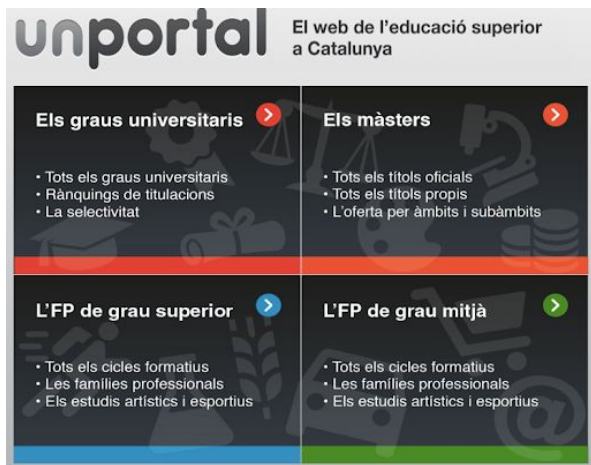 unportal
El web de l'educació superior
a Catalunya
Els graus universitaris
• Tots els graus universitaris
• Rànquings de titulacions
• La selectivitat
Els màsters
• Tots els títols oficials
• Tots els títols propis
• L'oferta per àmbits i subàmbits
L'FP de grau superior
• Tots els cicles formatius
• Les famílies professionals
• Els estudis artístics i esportius
L'FP de grau mitjà
• Tots els cicles formatius
• Les famílies professionals
• Els estudis artístics i esportius